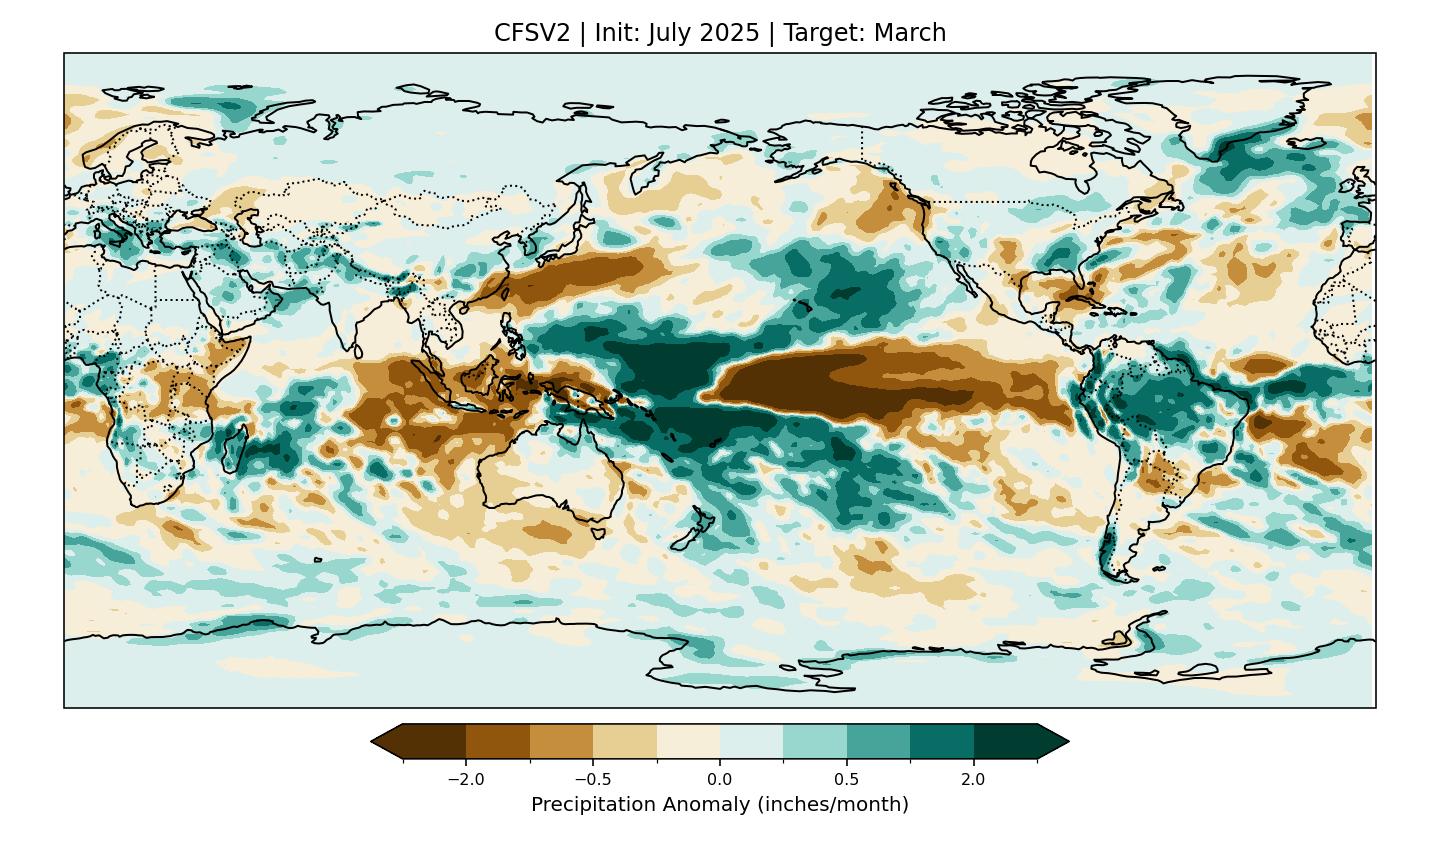 CFSV2 | Init: July 2025 | Target: March
−2.0 −0.5 0.0 0.5 2.0
Precipitation Anomaly (inches/month)